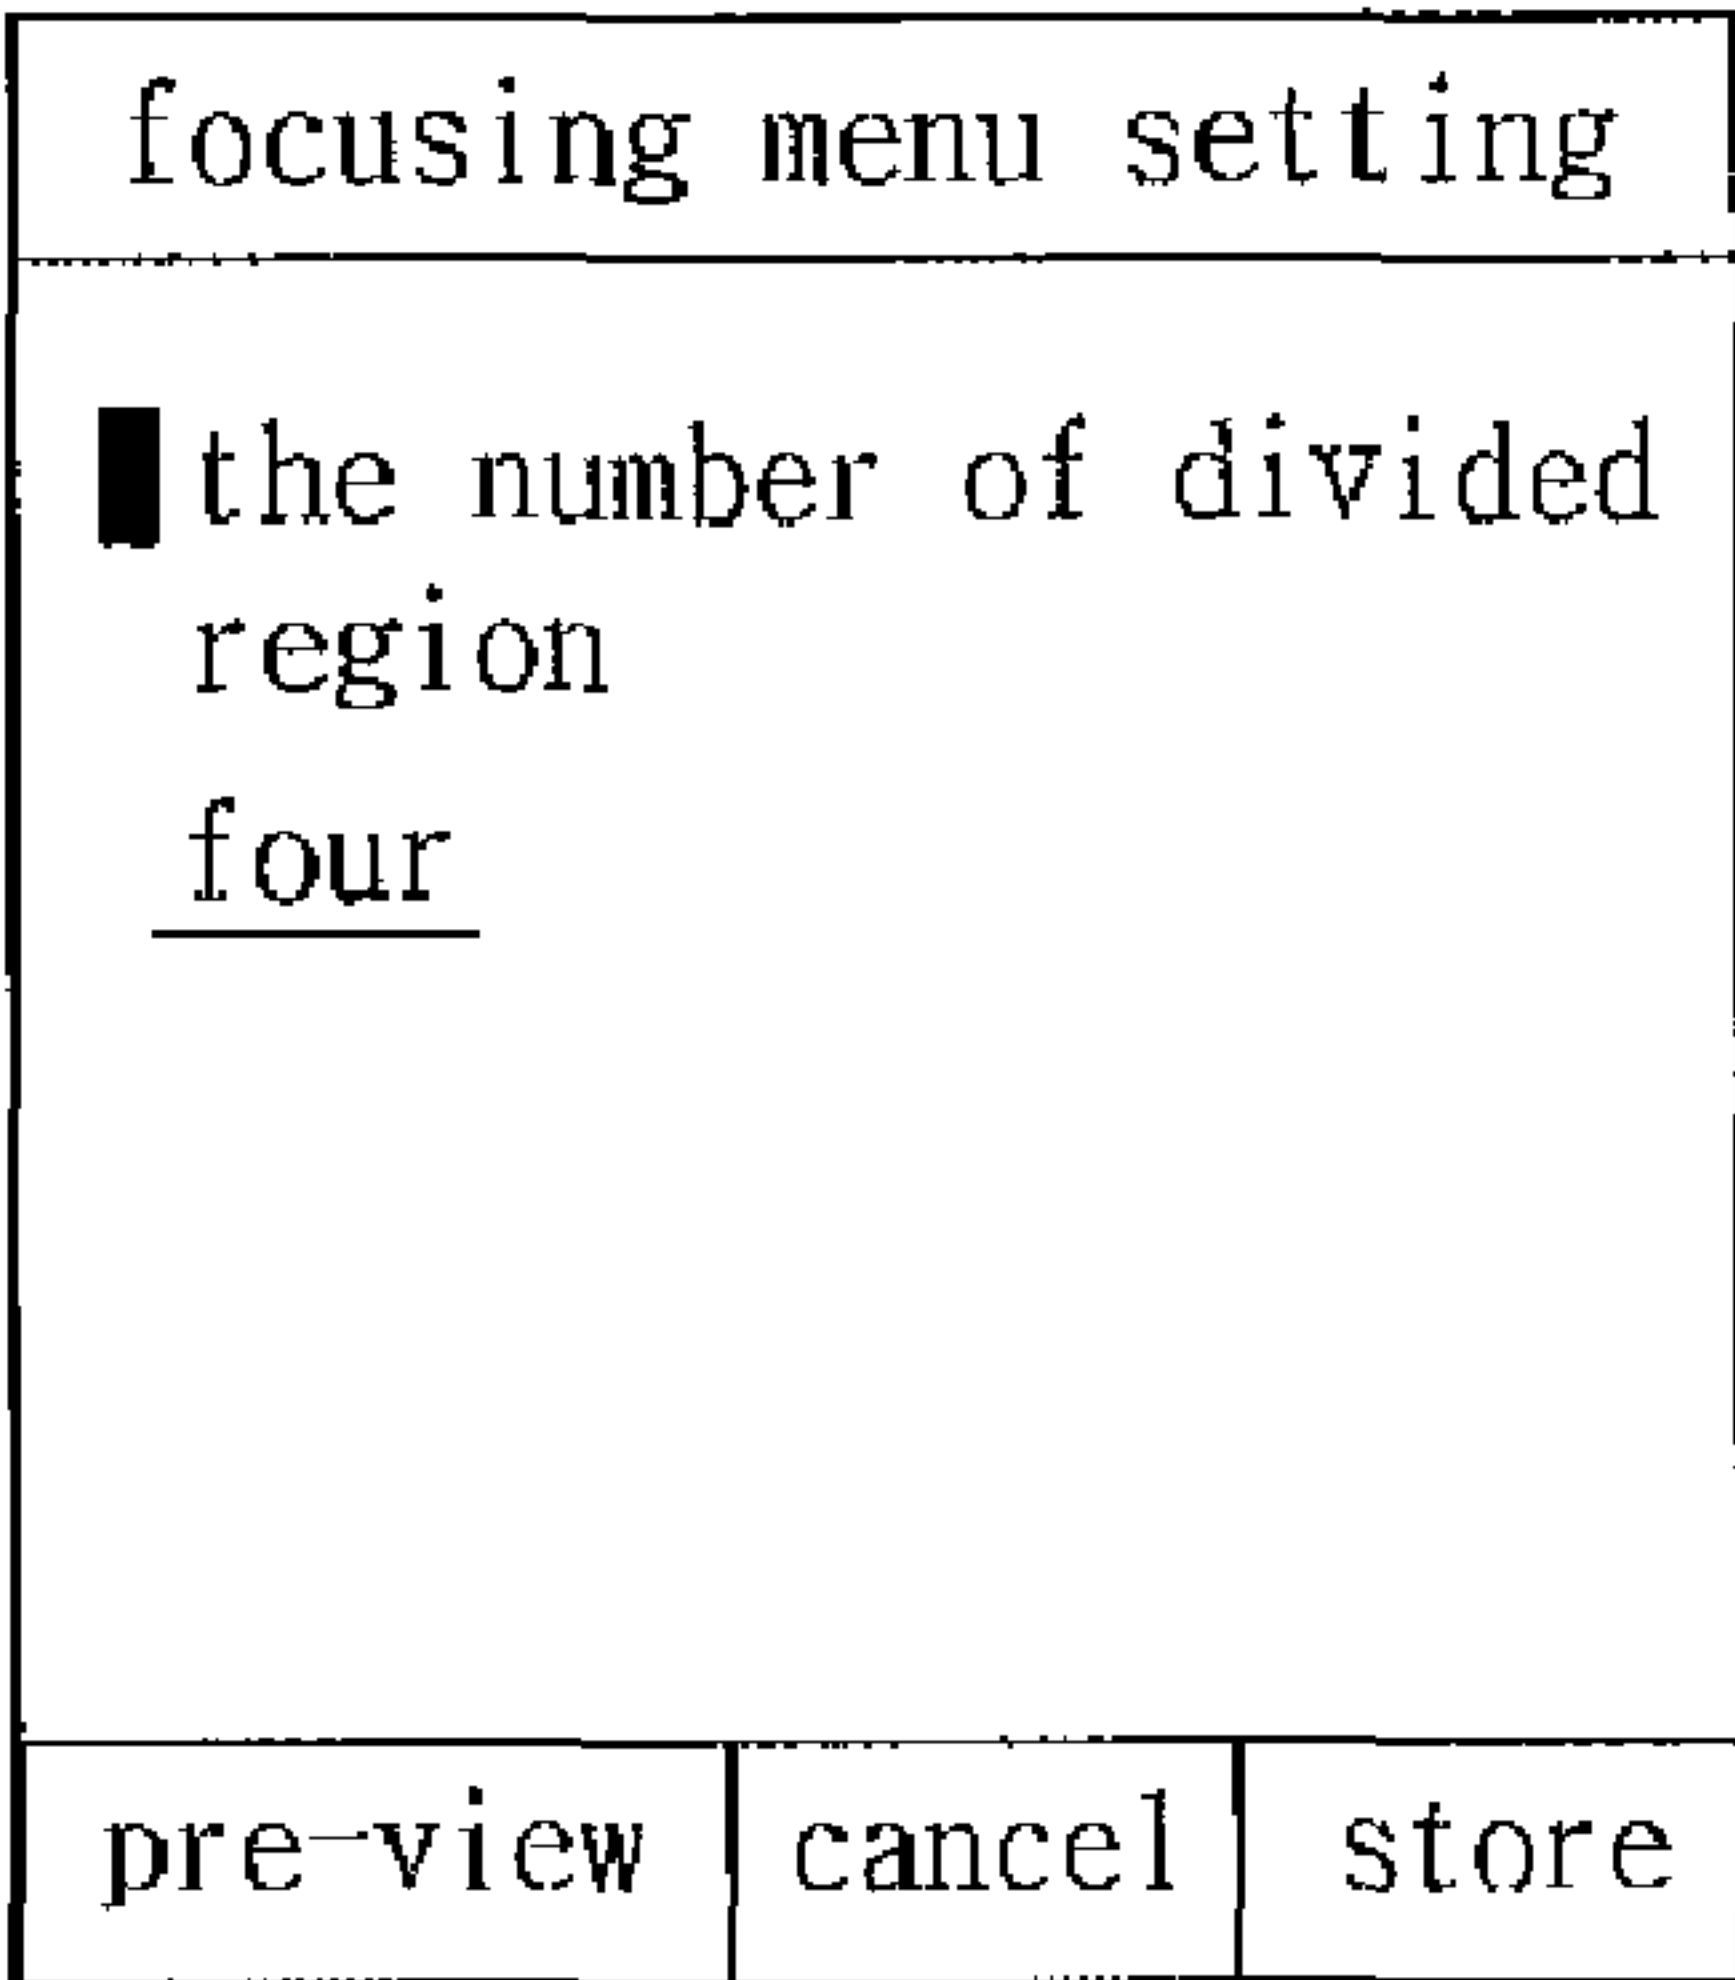 focusing menu setting
the number of divided
region
four
pre-view cancel store